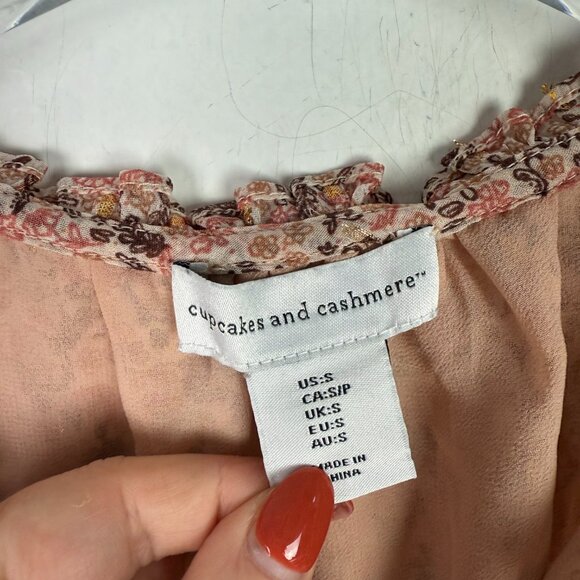 cupcakes and cashmere™
US:S
CA:S/P
UK:S
EU:S
AU:S
MADE IN
CHINA